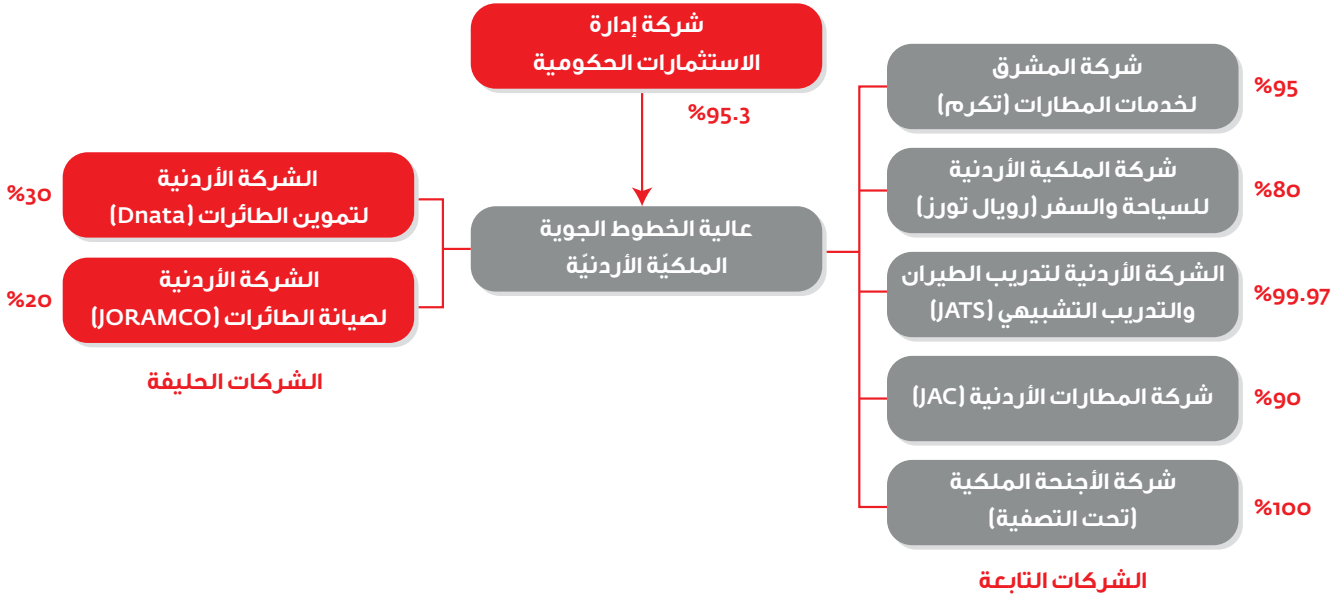 شركة إدارة
الاستثمارات الحكومية
%95.3
عالية الخطوط الجوية
الملكيّة الأردنيّة
شركة المشرق
لخدمات المطارات (تكرم)
%95
شركة الملكية الأردنية
للسياحة والسفر (رويال تورز)
%80
الشركة الأردنية لتدريب الطيران
والتدريب التشبيهي (JATS)
%99.97
شركة المطارات الأردنية (JAC)
%90
شركة الأجنحة الملكية
(تحت التصفية)
%100
الشركات التابعة
الشركة الأردنية
لتموين الطائرات (Dnata)
%30
الشركة الأردنية
لصيانة الطائرات (JORAMCO)
%20
الشركات الحليفة